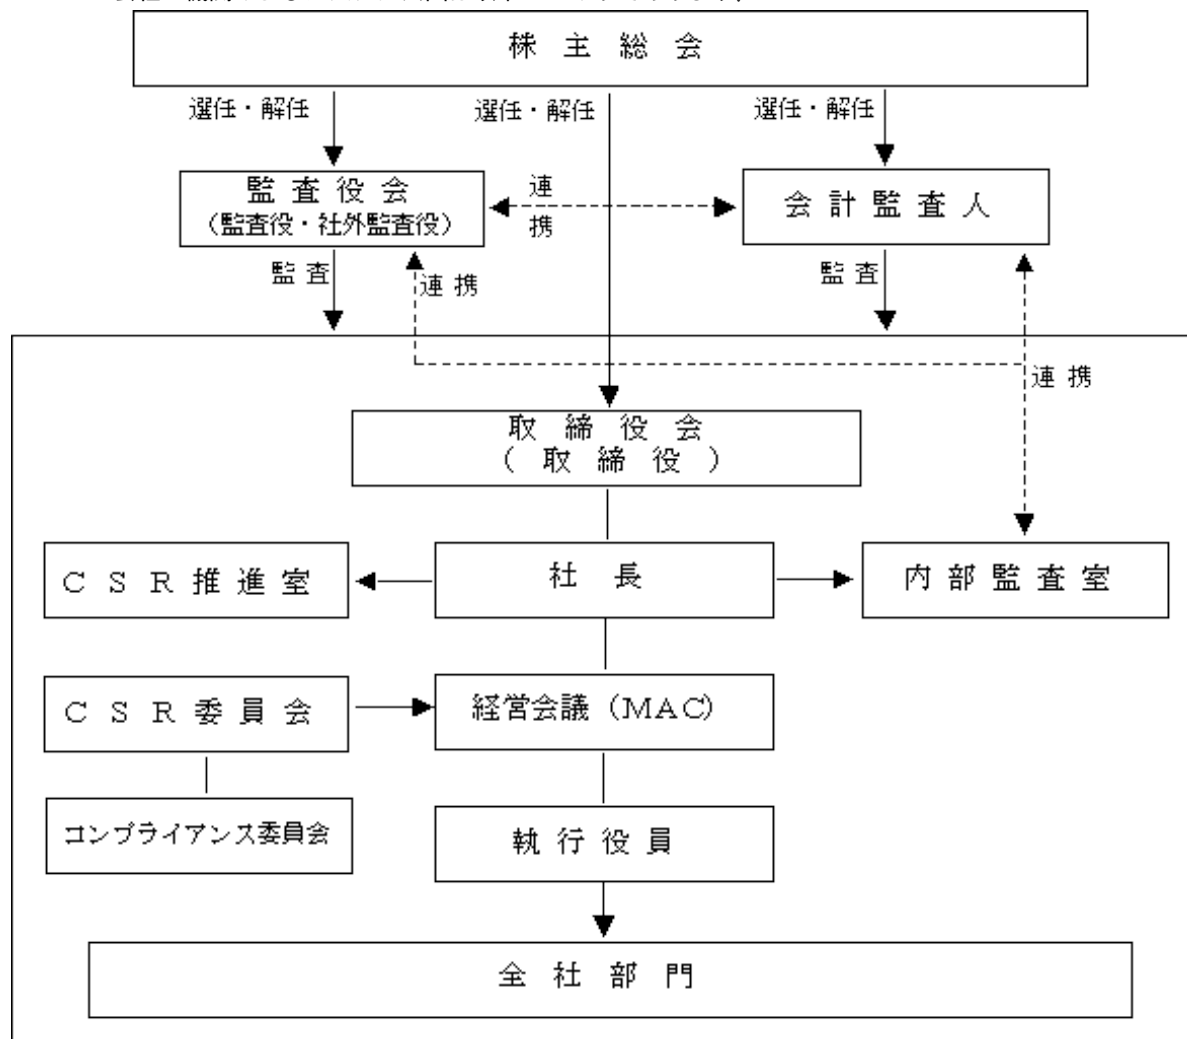 株主総会
選任・解任
選任・解任
選任・解任
監査役会
（監査役・社外監査役）
連
携
会計監査人
監査
連携
監査
連携
取締役会
（取締役）
CSR推進室
社長
内部監査室
CSR委員会
経営会議（MAC）
コンプライアンス委員会
執行役員
全社部門